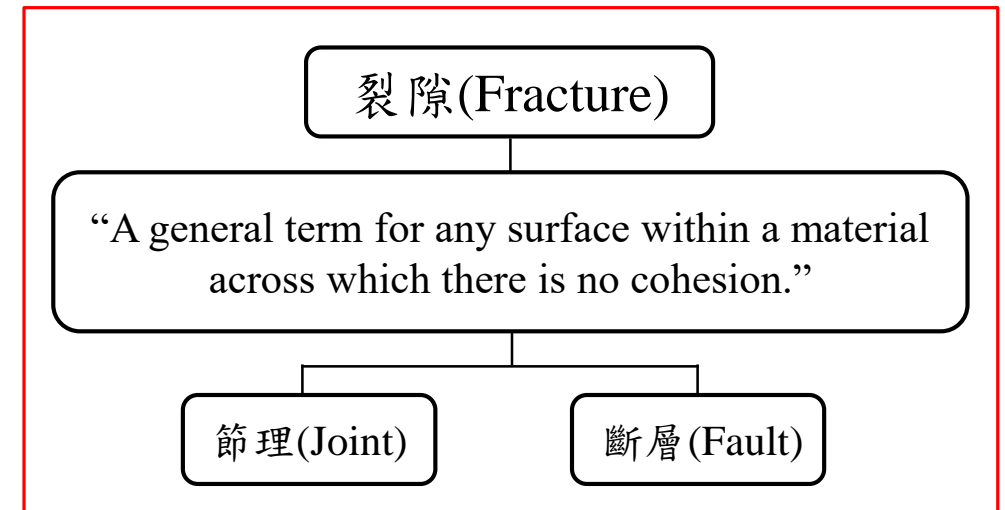 裂隙(Fracture)
“A general term for any surface within a material
across which there is no cohesion.”
節理(Joint)
斷層(Fault)